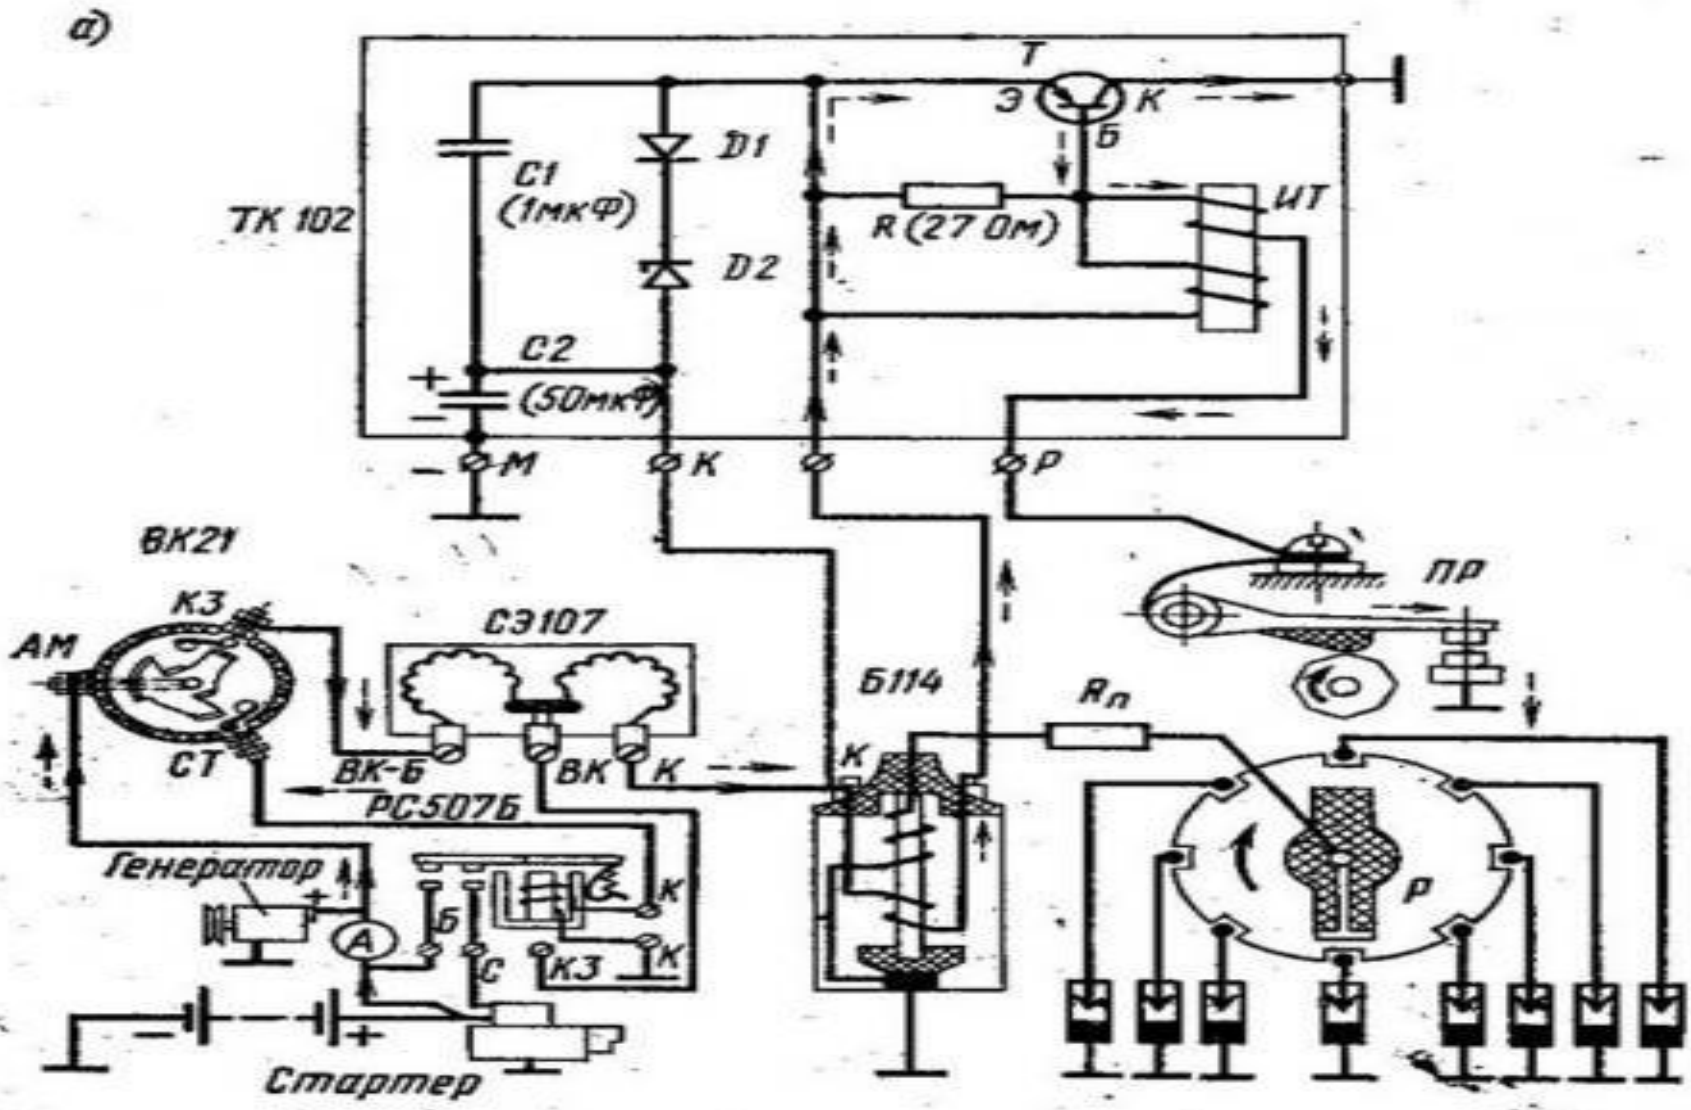 а)
Т
Э
К
Б
D1
С1
(1мкФ)
ТК 102
ИТ
R (27 Ом)
D2
С2
+
(50мкФ)
−
− М
К
Р
ВК21
КЗ
СЭ107
ПР
АМ
Б114
Rп
СТ
ВК-Б
ВК
К
К
РС507Б
Генератор
+
К
Р
А
Б
С
КЗ
К
−
+
Стартер